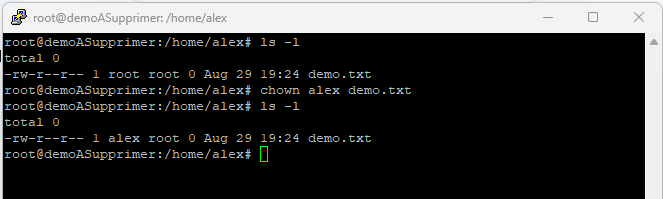 root@demoASupprimer: /home/alex
root@demoASupprimer:/home/alex# ls -l
total 0
-rw-r--r-- 1 root root 0 Aug 29 19:24 demo.txt
root@demoASupprimer:/home/alex# chown alex demo.txt
root@demoASupprimer:/home/alex# ls -l
total 0
-rw-r--r-- 1 alex root 0 Aug 29 19:24 demo.txt
root@demoASupprimer:/home/alex#